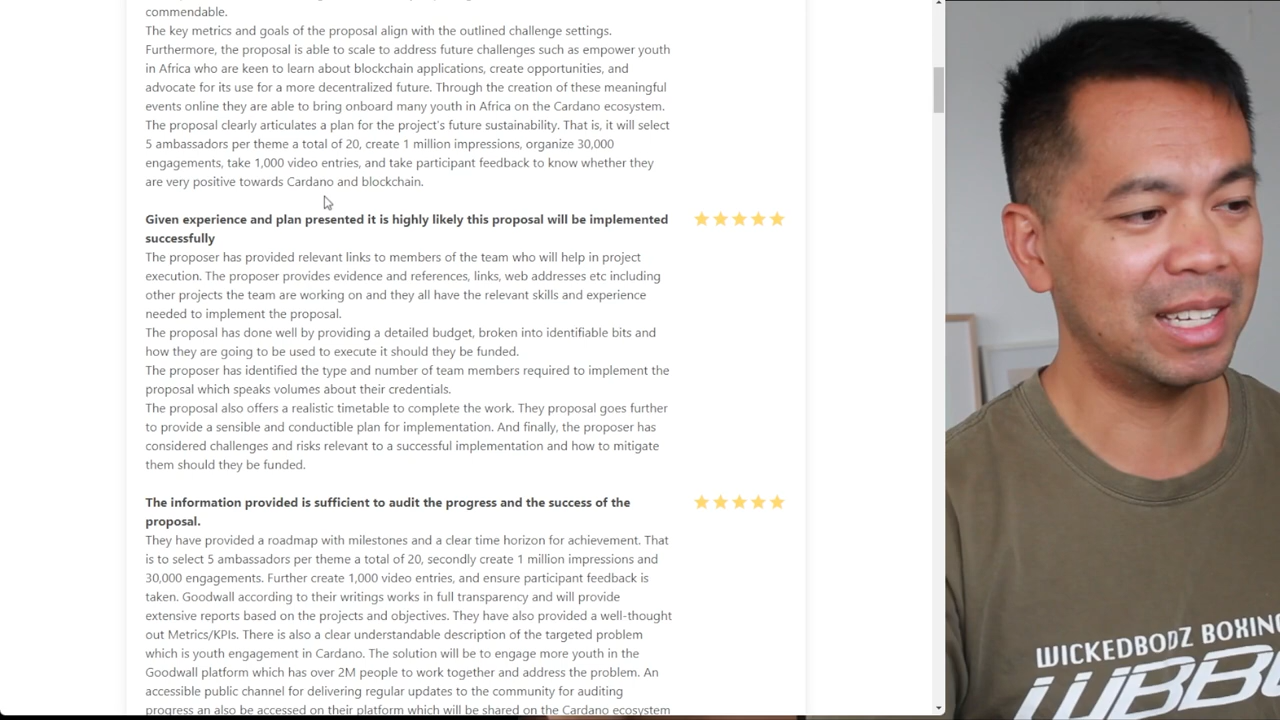 commendable.
The key metrics and goals of the proposal align with the outlined challenge settings.
Furthermore, the proposal is able to scale to address future challenges such as empower youth
in Africa who are keen to learn about blockchain applications, create opportunities, and
advocate for its use for a more decentralized future. Through the creation of these meaningful
events online they are able to bring onboard many youth in Africa on the Cardano ecosystem.
The proposal clearly articulates a plan for the project's future sustainability. That is, it will select
5 ambassadors per theme a total of 20, create 1 million impressions, organize 30,000
engagements, take 1,000 video entries, and take participant feedback to know whether they
are very positive towards Cardano and blockchain.
Given experience and plan presented it is highly likely this proposal will be implemented
successfully
The proposer has provided relevant links to members of the team who will help in project
execution. The proposer provides evidence and references, links, web addresses etc including
other projects the team are working on and they all have the relevant skills and experience
needed to implement the proposal.
The proposal has done well by providing a detailed budget, broken into identifiable bits and
how they are going to be used to execute it should they be funded.
The proposer has identified the type and number of team members required to implement the
proposal which speaks volumes about their credentials.
The proposal also offers a realistic timetable to complete the work. They proposal goes further
to provide a sensible and conductible plan for implementation. And finally, the proposer has
considered challenges and risks relevant to a successful implementation and how to mitigate
them should they be funded.
The information provided is sufficient to audit the progress and the success of the
proposal.
They have provided a roadmap with milestones and a clear time horizon for achievement. That
is to select 5 ambassadors per theme a total of 20, secondly create 1 million impressions and
30,000 engagements. Further create 1,000 video entries, and ensure participant feedback is
taken. Goodwall according to their writings works in full transparency and will provide
extensive reports based on the projects and objectives. They have also provided a well-thought
out Metrics/KPIs. There is also a clear understandable description of the targeted problem
which is youth engagement in Cardano. The solution will be to engage more youth in the
Goodwall platform which has over 2M people to work together and address the problem. An
accessible public channel for delivering regular updates to the community for auditing
progress an also be accessed on their platform which will be shared on the Cardano ecosystem
WICKEDBODZ BOXING